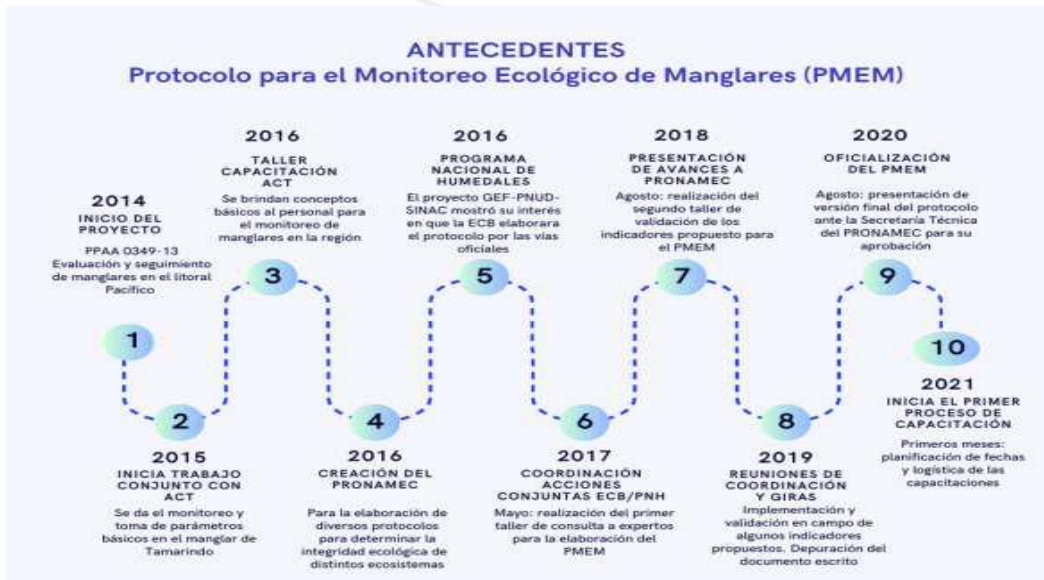 ANTECEDENTES
Protocolo para el Monitoreo Ecológico de Manglares (PMEM)
1
2014
INICIO DEL
PROYECTO
PPAA 0349-13
Evaluación y seguimiento
de manglares en el litoral
Pacífico
2
2015
INICIA TRABAJO
CONJUNTO CON
ACT
Se da el monitoreo y
toma de parámetros
básicos en el manglar de
Tamarindo
2016
TALLER
CAPACITACIÓN
ACT
Se brindan conceptos
básicos al personal para
el monitoreo de
manglares en la región
3
4
2016
CREACIÓN DEL
PRONAMEC
Para la elaboración de
diversos protocolos
para determinar la
integridad ecológica de
distintos ecosistemas
2016
PROGRAMA
NACIONAL DE
HUMEDALES
El proyecto GEF-PNUD-
SINAC mostró su interés
en que la ECB elaborara
el protocolo por las vías
oficiales
5
6
2017
COORDINACIÓN
ACCIONES
CONJUNTAS ECB/PNH
Mayo: realización del primer
taller de consulta a expertos
para la elaboración del
PMEM
2018
PRESENTACIÓN
DE AVANCES A
PRONAMEC
Agosto: realización del
segundo taller de
validación de los
indicadores propuesto para
el PMEM
7
8
2019
REUNIONES DE
COORDINACIÓN
Y GIRAS
Implementación y
validación en campo de
algunos indicadores
propuestos. Depuración del
documento escrito
2020
OFICIALIZACIÓN
DEL PMEM
Agosto: presentación de
versión final del protocolo
ante la Secretaría Técnica
del PRONAMEC para su
aprobación
9
10
2021
INICIA EL PRIMER
PROCESO DE
CAPACITACIÓN
Primeros meses:
planificación de fechas
y logística de las
capacitaciones